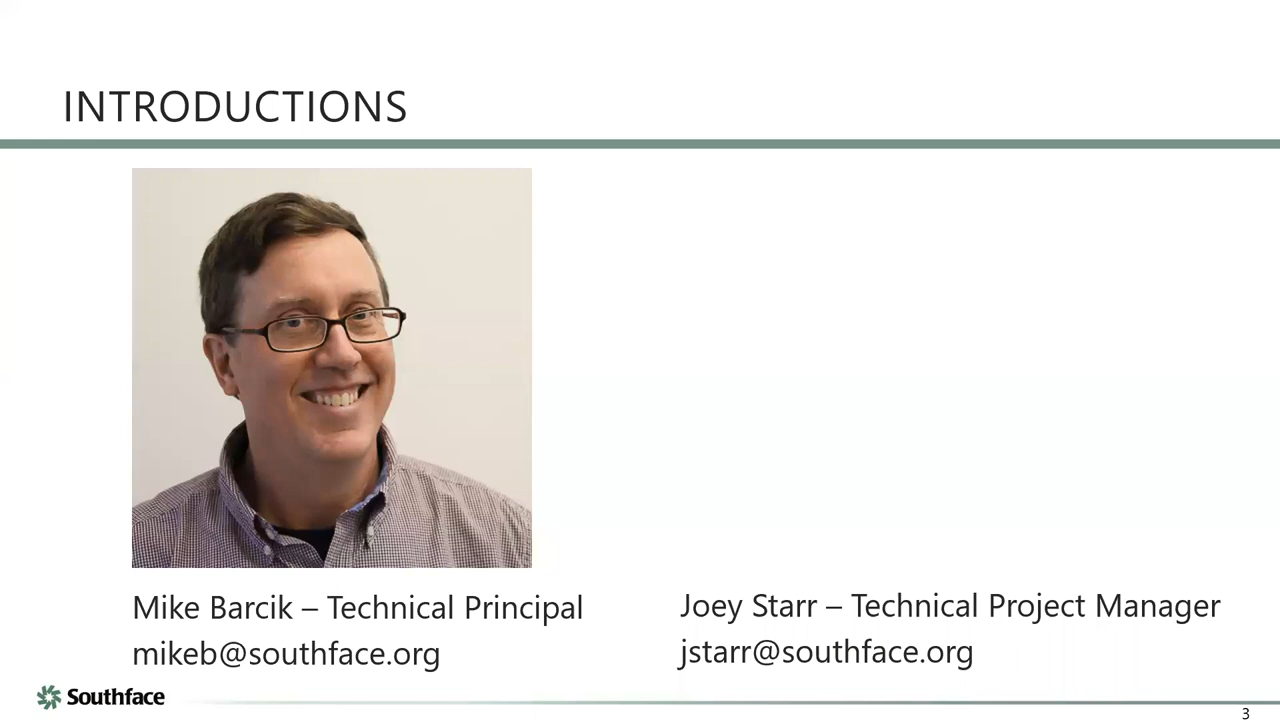 INTRODUCTIONS
Mike Barcik – Technical Principal
mikeb@southface.org
Joey Starr – Technical Project Manager
jstarr@southface.org
Southface
3